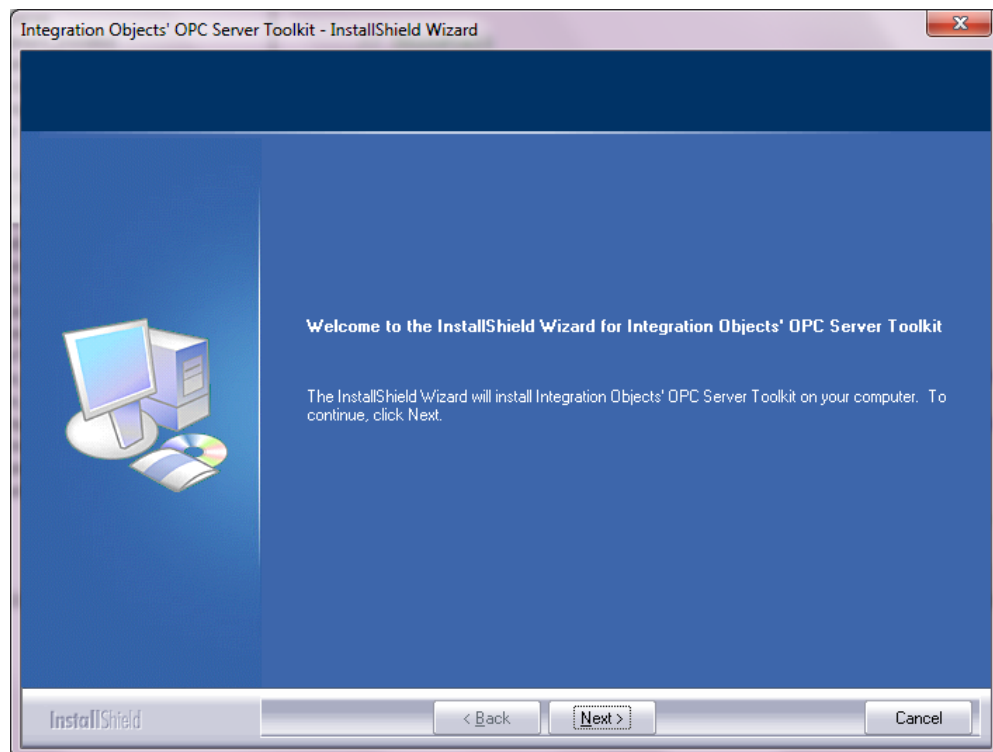 Integration Objects' OPC Server Toolkit - InstallShield Wizard
X
Welcome to the InstallShield Wizard for Integration Objects' OPC Server Toolkit
The InstallShield Wizard will install Integration Objects' OPC Server Toolkit on your computer. To
continue, click Next.
InstallShield
< Back
Next >
Cancel